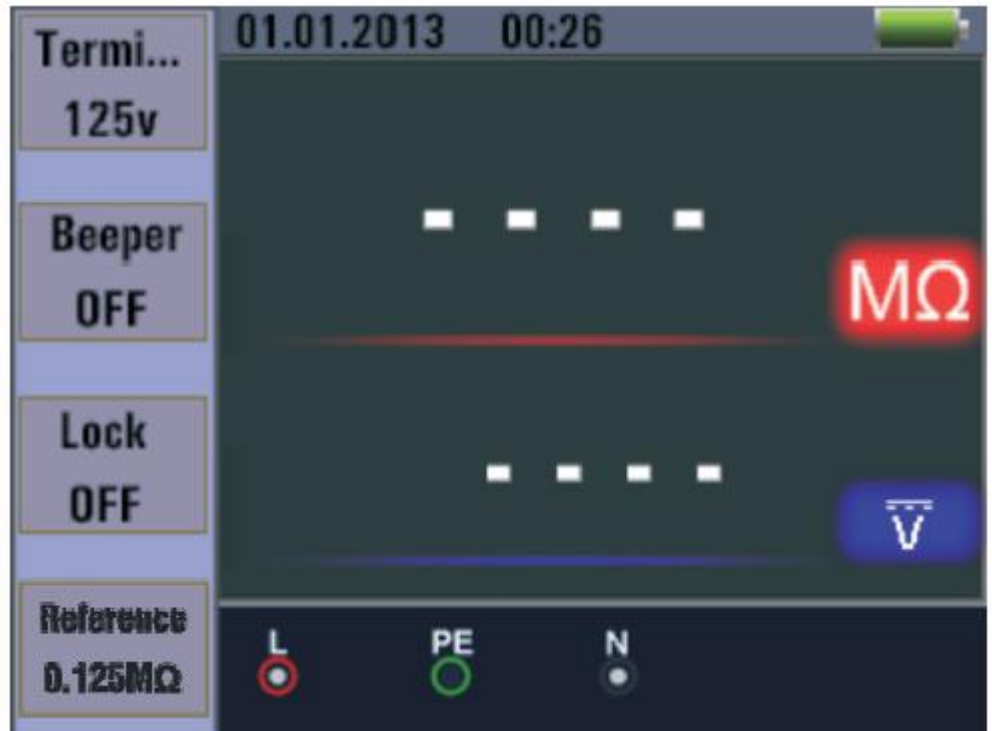 Termi...
125v
01.01.2013 00:26
Beeper
OFF
Lock
OFF
Reference
0.125MΩ
- - - -
MΩ
- - - -
V
L PE N